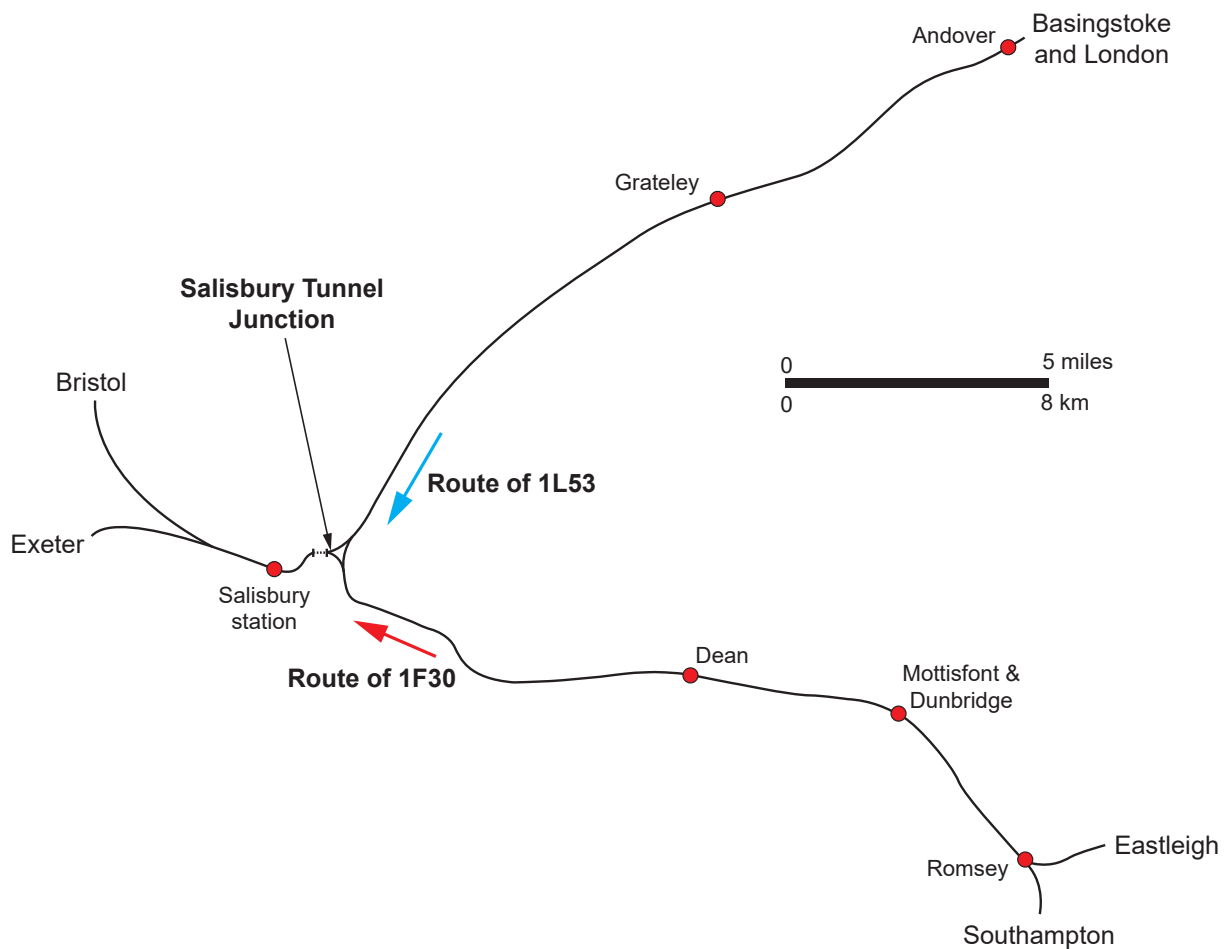 Andover
Basingstoke
and London
Grateley
Salisbury Tunnel
Junction
0
5 miles
0
8 km
Bristol
Route of 1L53
Exeter
Salisbury
station
Route of 1F30
Dean
Mottisfont &
Dunbridge
Eastleigh
Romsey
Southampton